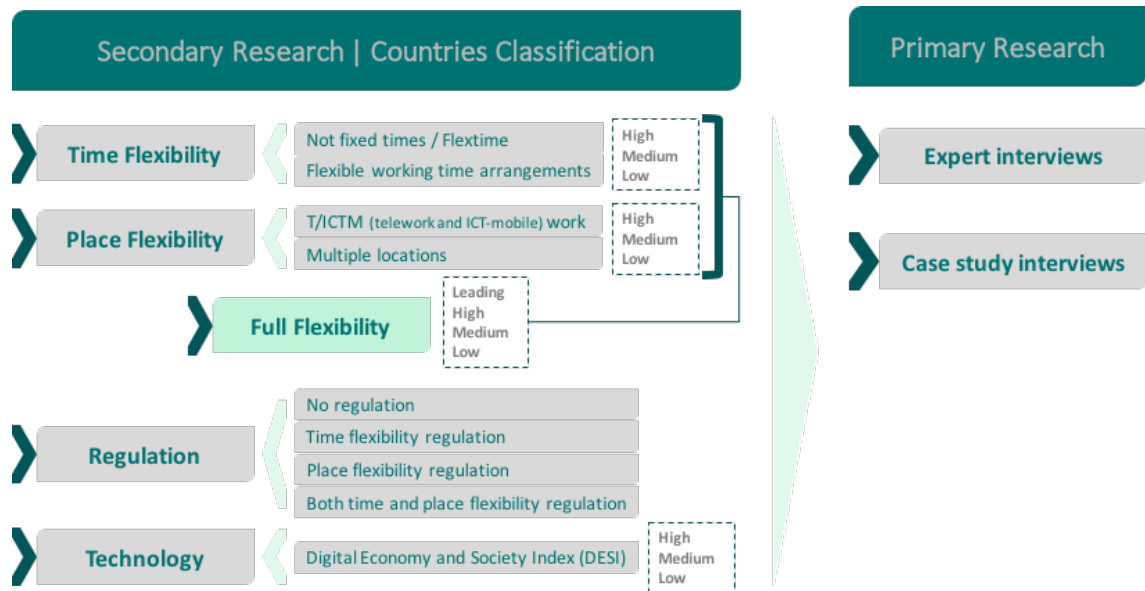 Secondary Research | Countries Classification
Primary Research
Time Flexibility
Not fixed times / Flextime
Flexible working time arrangements
High
Medium
Low
Place Flexibility
T/ICTM (telework and ICT-mobile) work
Multiple locations
High
Medium
Low
Full Flexibility
Leading
High
Medium
Low
Regulation
No regulation
Time flexibility regulation
Place flexibility regulation
Both time and place flexibility regulation
Technology
Digital Economy and Society Index (DESI)
High
Medium
Low
Expert interviews
Case study interviews